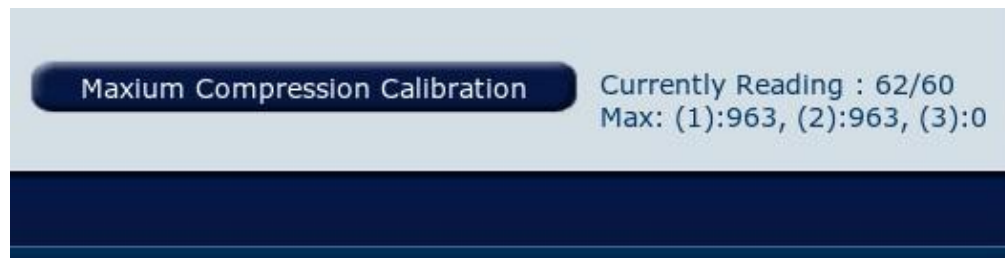 Maxium Compression Calibration
Currently Reading : 62/60
Max: (1):963, (2):963, (3):0